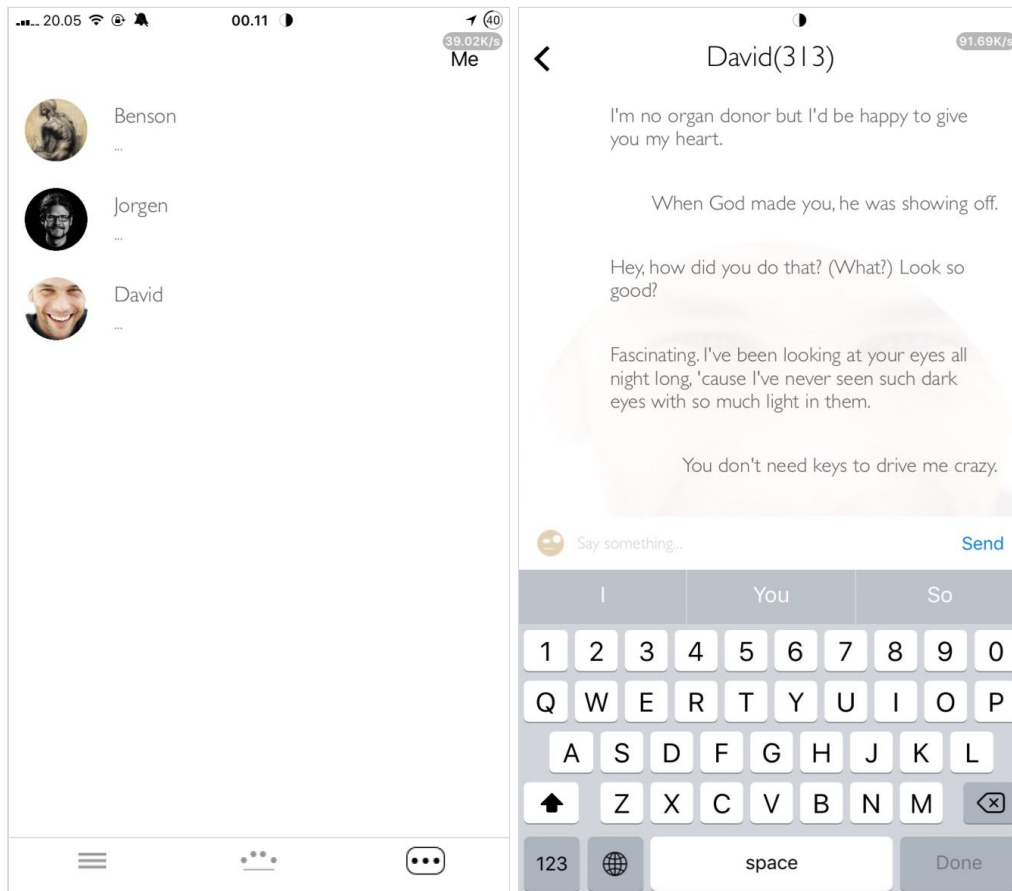 20.05
00.11
40
39.02K/s
Me
Benson
...
Jorgen
...
David
...
91.69K/s
David(313)
I'm no organ donor but I'd be happy to give
you my heart.
When God made you, he was showing off.
Hey, how did you do that? (What?) Look so
good?
Fascinating. I've been looking at your eyes all
night long, 'cause I've never seen such dark
eyes with so much light in them.
You don't need keys to drive me crazy.
Say something...
Send
I
You
So
1 2 3 4 5 6 7 8 9 0
Q W E R T Y U I O P
A S D F G H J K L
Z X C V B N M
123
space
Done